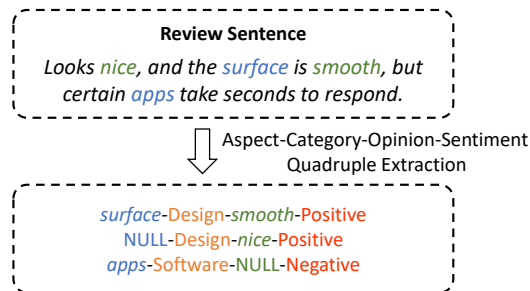 Review Sentence
Looks nice, and the surface is smooth, but
certain apps take seconds to respond.
Aspect-Category-Opinion-Sentiment
Quadruple Extraction
surface-Design-smooth-Positive
NULL-Design-nice-Positive
apps-Software-NULL-Negative